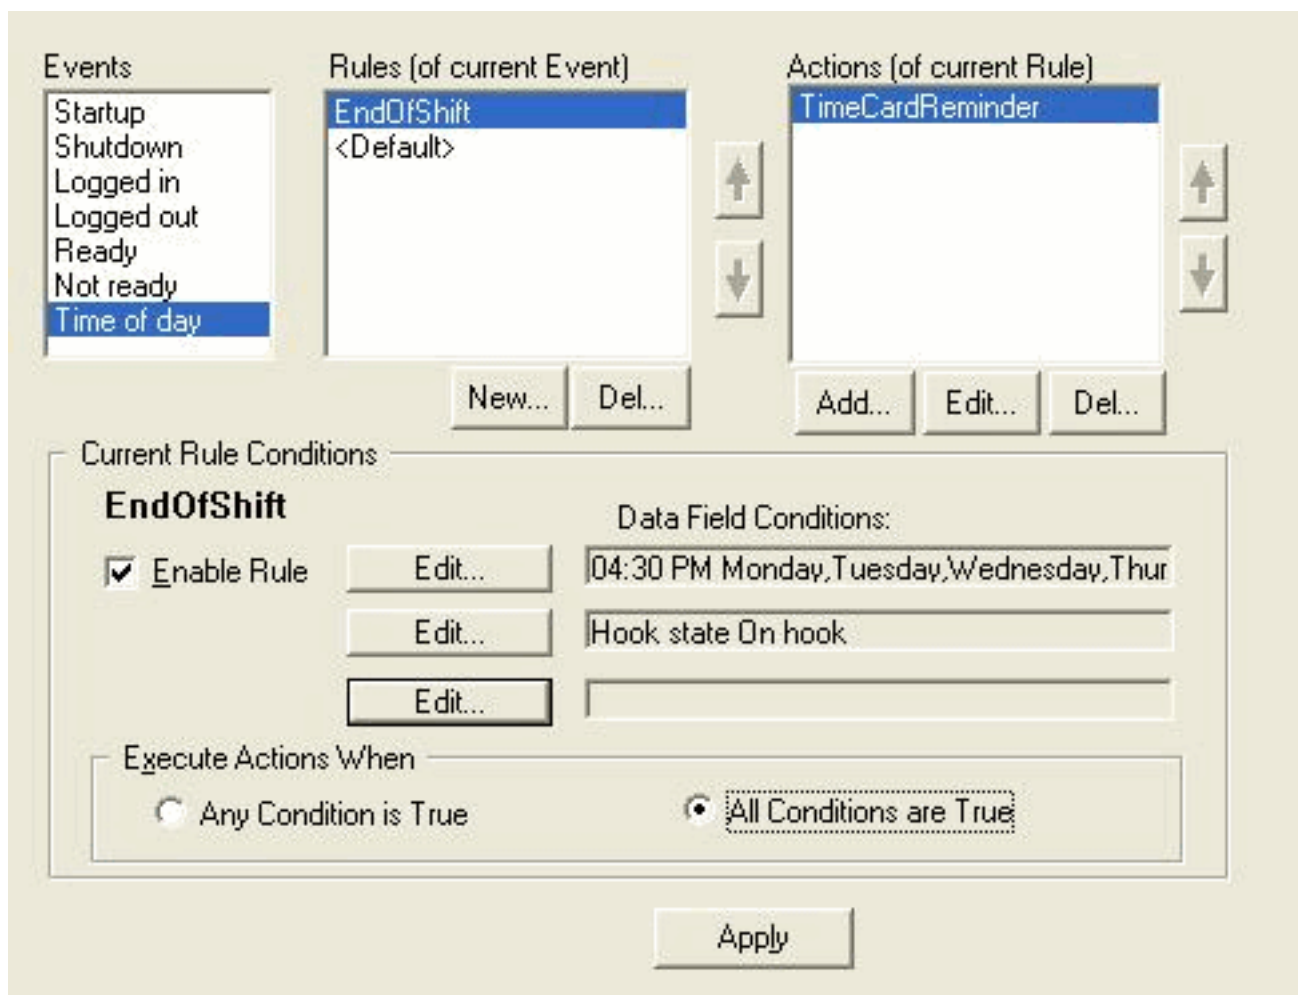 Events
Startup
Shutdown
Logged in
Logged out
Ready
Not ready
Time of day
Rules (of current Event)
EndOfShift
<Default>
New...
Del...
Actions (of current Rule)
TimeCardReminder
Add...
Edit...
Del...
Current Rule Conditions
EndOfShift
Data Field Conditions:
Enable Rule
Edit...
04:30 PM Monday,Tuesday,Wednesday,Thur
Edit...
Hook state On hook
Edit...
Execute Actions When
Any Condition is True
All Conditions are True
Apply